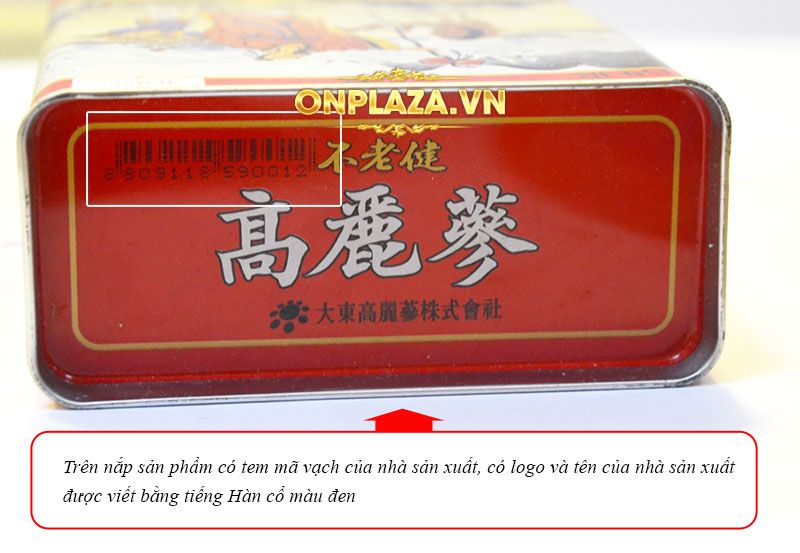 ONPLAZA.VN
8 809118 590012
不老健
高麗蔘
大東高麗蔘株式會社
Trên nắp sản phẩm có tem mã vạch của nhà sản xuất, có logo và tên của nhà sản xuất
được viết bằng tiếng Hàn cổ màu đen